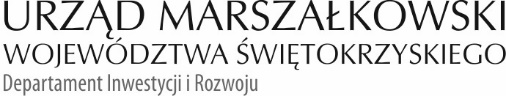 URZĄD MARSZAŁKOWSKI
WOJEWÓDZTWA ŚWIĘTOKRZYSKIEGO
Departament Inwestycji i Rozwoju